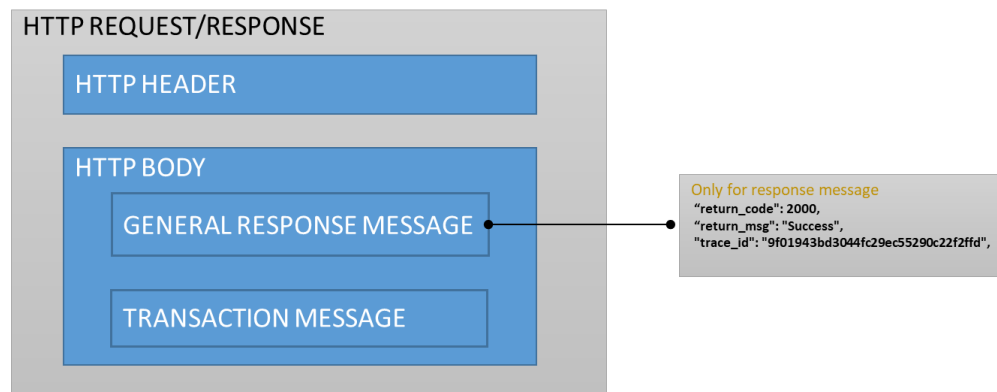 HTTP REQUEST/RESPONSE
HTTP HEADER
HTTP BODY
GENERAL RESPONSE MESSAGE
TRANSACTION MESSAGE
Only for response message
“return_code": 2000,
“return_msg": "Success",
"trace_id": "9f01943bd3044fc29ec55290c22f2ffd",